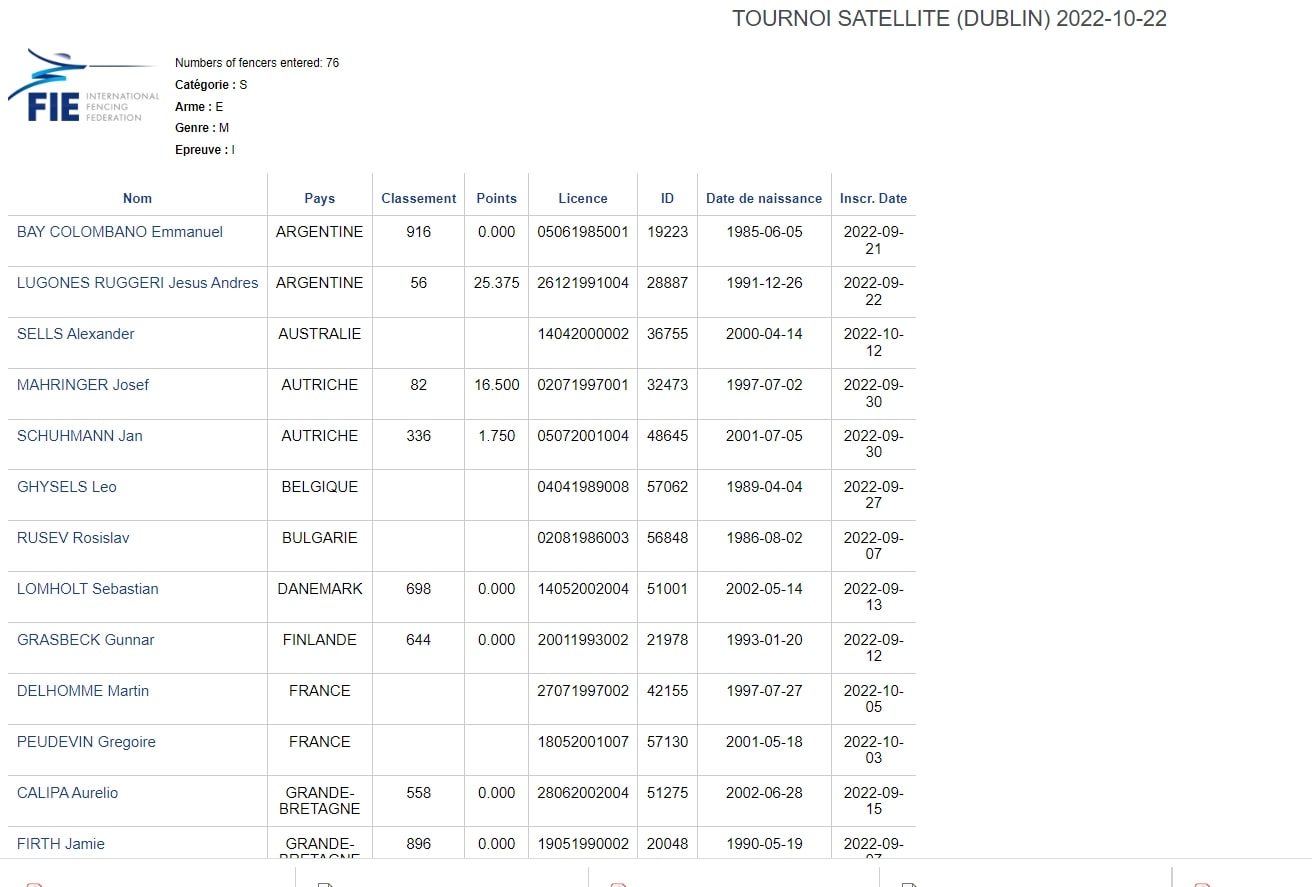 TOURNOI SATELLITE (DUBLIN) 2022-10-22
FIE INTERNATIONAL FENCING FEDERATION
Numbers of fencers entered: 76
Catégorie : S
Arme : E
Genre : M
Epreuve : I
Nom Pays Classement Points Licence ID Date de naissance Inscr. Date
BAY COLOMBANO Emmanuel ARGENTINE 916 0.000 05061985001 19223 1985-06-05 2022-09-
21
LUGONES RUGGERI Jesus Andres ARGENTINE 56 25.375 26121991004 28887 1991-12-26 2022-09-
22
SELLS Alexander AUSTRALIE 14042000002 36755 2000-04-14 2022-10-
12
MAHRINGER Josef AUTRICHE 82 16.500 02071997001 32473 1997-07-02 2022-09-
30
SCHUHMANN Jan AUTRICHE 336 1.750 05072001004 48645 2001-07-05 2022-09-
30
GHYSELS Leo BELGIQUE 04041989008 57062 1989-04-04 2022-09-
27
RUSEV Rosislav BULGARIE 02081986003 56848 1986-08-02 2022-09-
07
LOMHOLT Sebastian DANEMARK 698 0.000 14052002004 51001 2002-05-14 2022-09-
13
GRASBECK Gunnar FINLANDE 644 0.000 20011993002 21978 1993-01-20 2022-09-
12
DELHOMME Martin FRANCE 27071997002 42155 1997-07-27 2022-10-
05
PEUDEVIN Gregoire FRANCE 18052001007 57130 2001-05-18 2022-10-
03
CALIPA Aurelio GRANDE- 558 0.000 28062002004 51275 2002-06-28 2022-09-
BRETAGNE 15
FIRTH Jamie GRANDE- 896 0.000 19051990002 20048 1990-05-19 2022-09-
BRETAGNE 07